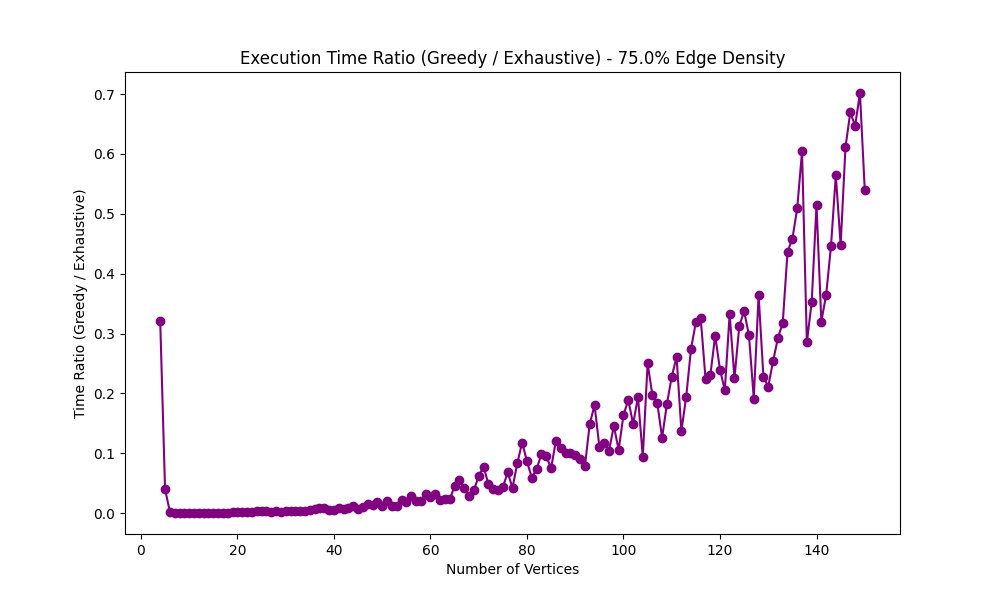 Execution Time Ratio (Greedy / Exhaustive) - 75.0% Edge Density
Time Ratio (Greedy / Exhaustive)
0.7
0.6
0.5
0.4
0.3
0.2
0.1
0.0
0 20 40 60 80 100 120 140
Number of Vertices